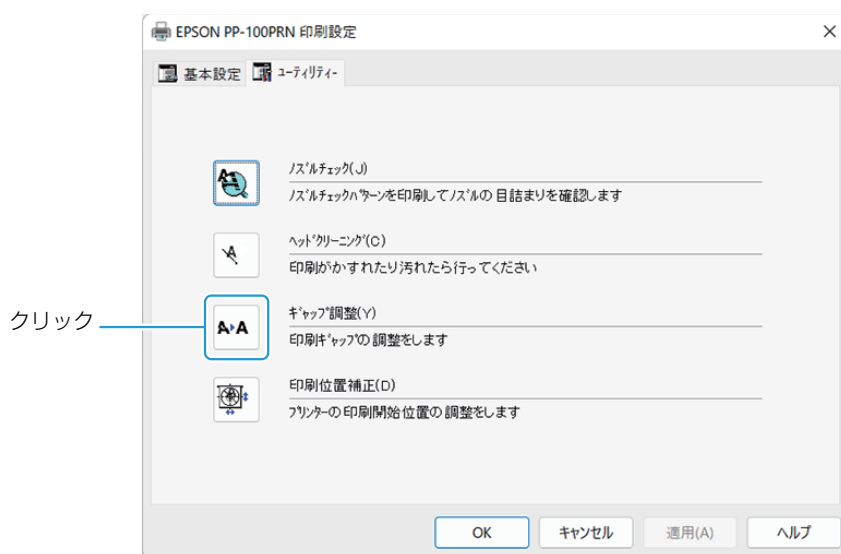 EPSON PP-100PRN 印刷設定
基本設定 ﾕｰﾃｨﾘﾃｨｰ
ﾉｽﾞﾙﾁｪｯｸ(J)
ﾉｽﾞﾙﾁｪｯｸﾊﾟﾀｰﾝを印刷してﾉｽﾞﾙの目詰まりを確認します
ﾍｯﾄﾞｸﾘｰﾆﾝｸﾞ(C)
印刷がかすれたり汚れたら行ってください
クリック
ｷﾞｬｯﾌﾟ調整(Y)
印刷ｷﾞｬｯﾌﾟの調整をします
印刷位置補正(D)
ﾌﾟﾘﾝﾀｰの印刷開始位置の調整をします
OK ｷｬﾝｾﾙ 適用(A) ヘルプ